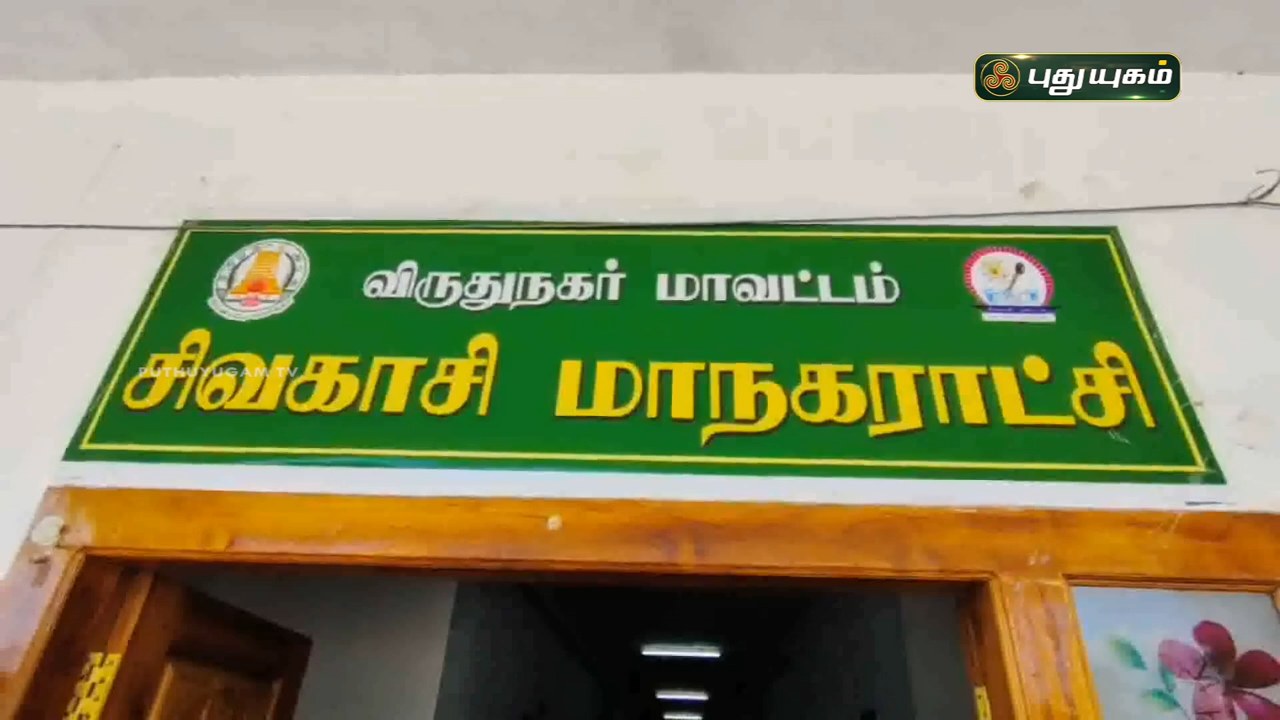 புதுயுகம்
விருதுநகர் மாவட்டம்
சிவகாசி மாநகராட்சி
PUTHUYUGAM TV